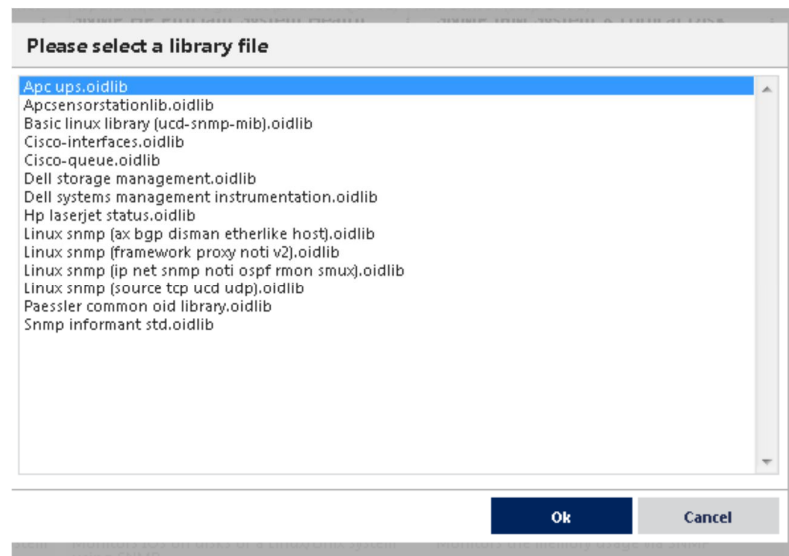 Please select a library file
Apc ups.oidlib
Apcsensorstationlib.oidlib
Basic linux library (ucd-snmp-mib).oidlib
Cisco-interfaces.oidlib
Cisco-queue.oidlib
Dell storage management.oidlib
Dell systems management instrumentation.oidlib
Hp laserjet status.oidlib
Linux snmp (ax bgp disman etherlike host).oidlib
Linux snmp (framework proxy noti v2).oidlib
Linux snmp (ip net snmp noti ospf rmon smux).oidlib
Linux snmp (source tcp ucd udp).oidlib
Paessler common oid library.oidlib
Snmp informant std.oidlib
Ok Cancel